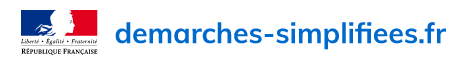 demarches-simplifiees.fr
Liberté • Égalité • Fraternité
RÉPUBLIQUE FRANÇAISE